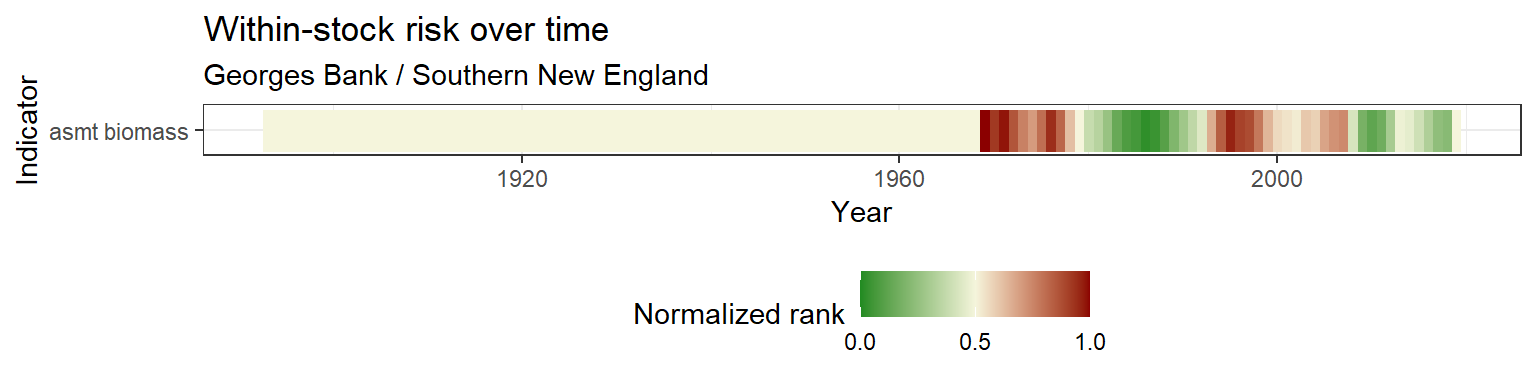 Within-stock risk over time
Georges Bank / Southern New England
Indicator
asmt biomass
1920 1960 2000
Year
Normalized rank
0.0 0.5 1.0